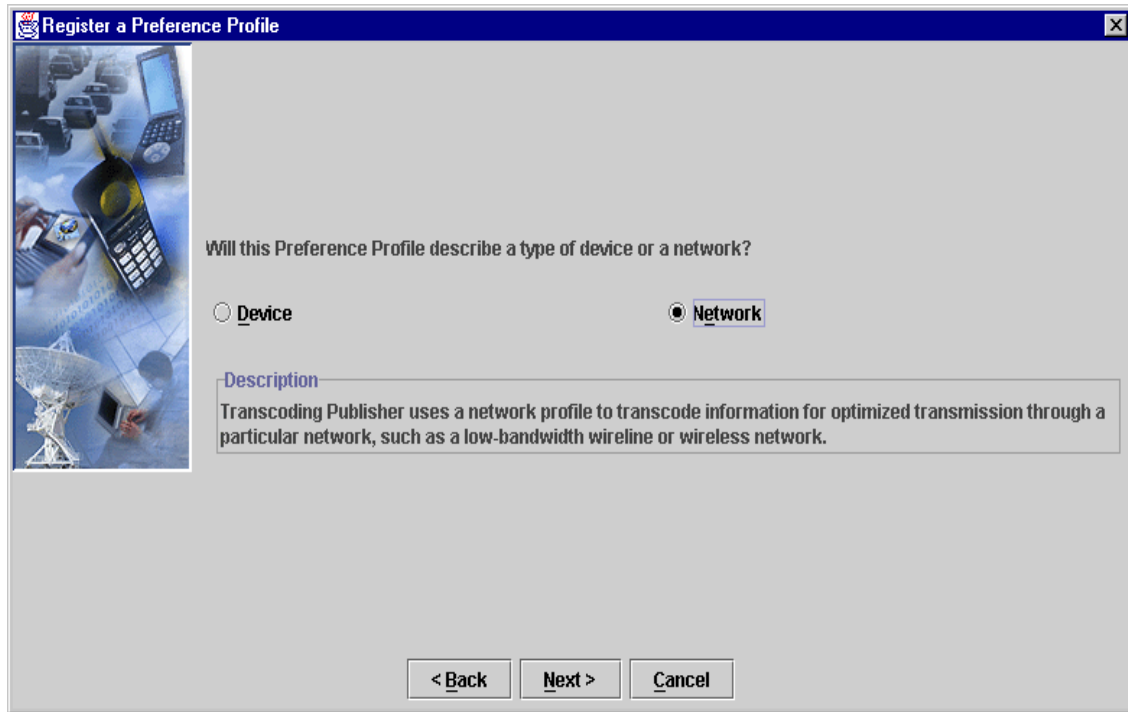 Register a Preference Profile
Will this Preference Profile describe a type of device or a network?
Device
Network
Description
Transcoding Publisher uses a network profile to transcode information for optimized transmission through a
particular network, such as a low-bandwidth wireline or wireless network.
< Back
Next >
Cancel